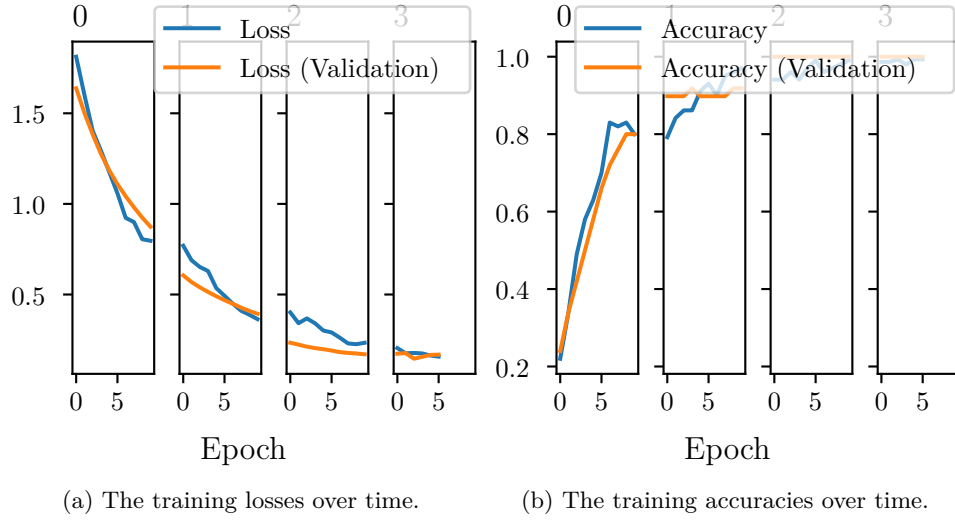 0 1 2 3
Loss
Loss (Validation)
1.5
1.0
0.5
0 5 0 5 0 5 0 5
Epoch
(a) The training losses over time.
0 1 2 3
Accuracy
Accuracy (Validation)
1.0
0.8
0.6
0.4
0.2
0 5 0 5 0 5 0 5
Epoch
(b) The training accuracies over time.